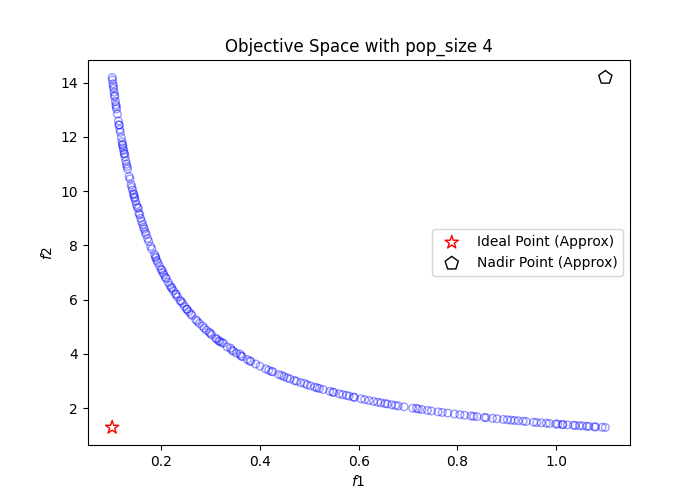 Objective Space with pop_size 4
14
12
10
8
6
4
2
f2
Ideal Point (Approx)
Nadir Point (Approx)
0.2 0.4 0.6 0.8 1.0
f1